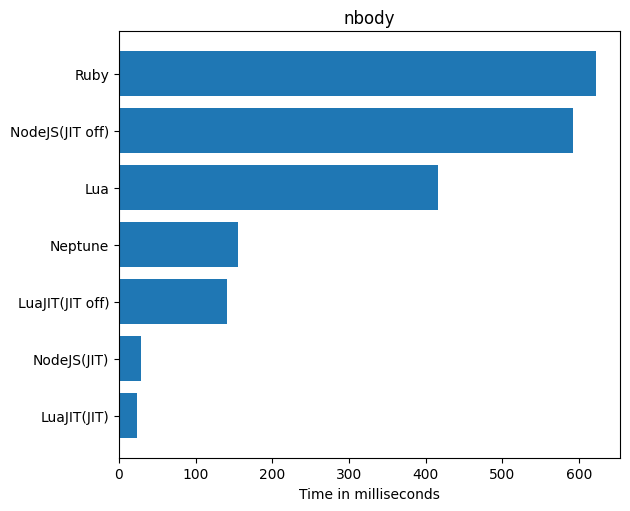 nbody
Ruby
NodeJS(JIT off)
Lua
Neptune
LuaJIT(JIT off)
NodeJS(JIT)
LuaJIT(JIT)
0 100 200 300 400 500 600
Time in milliseconds